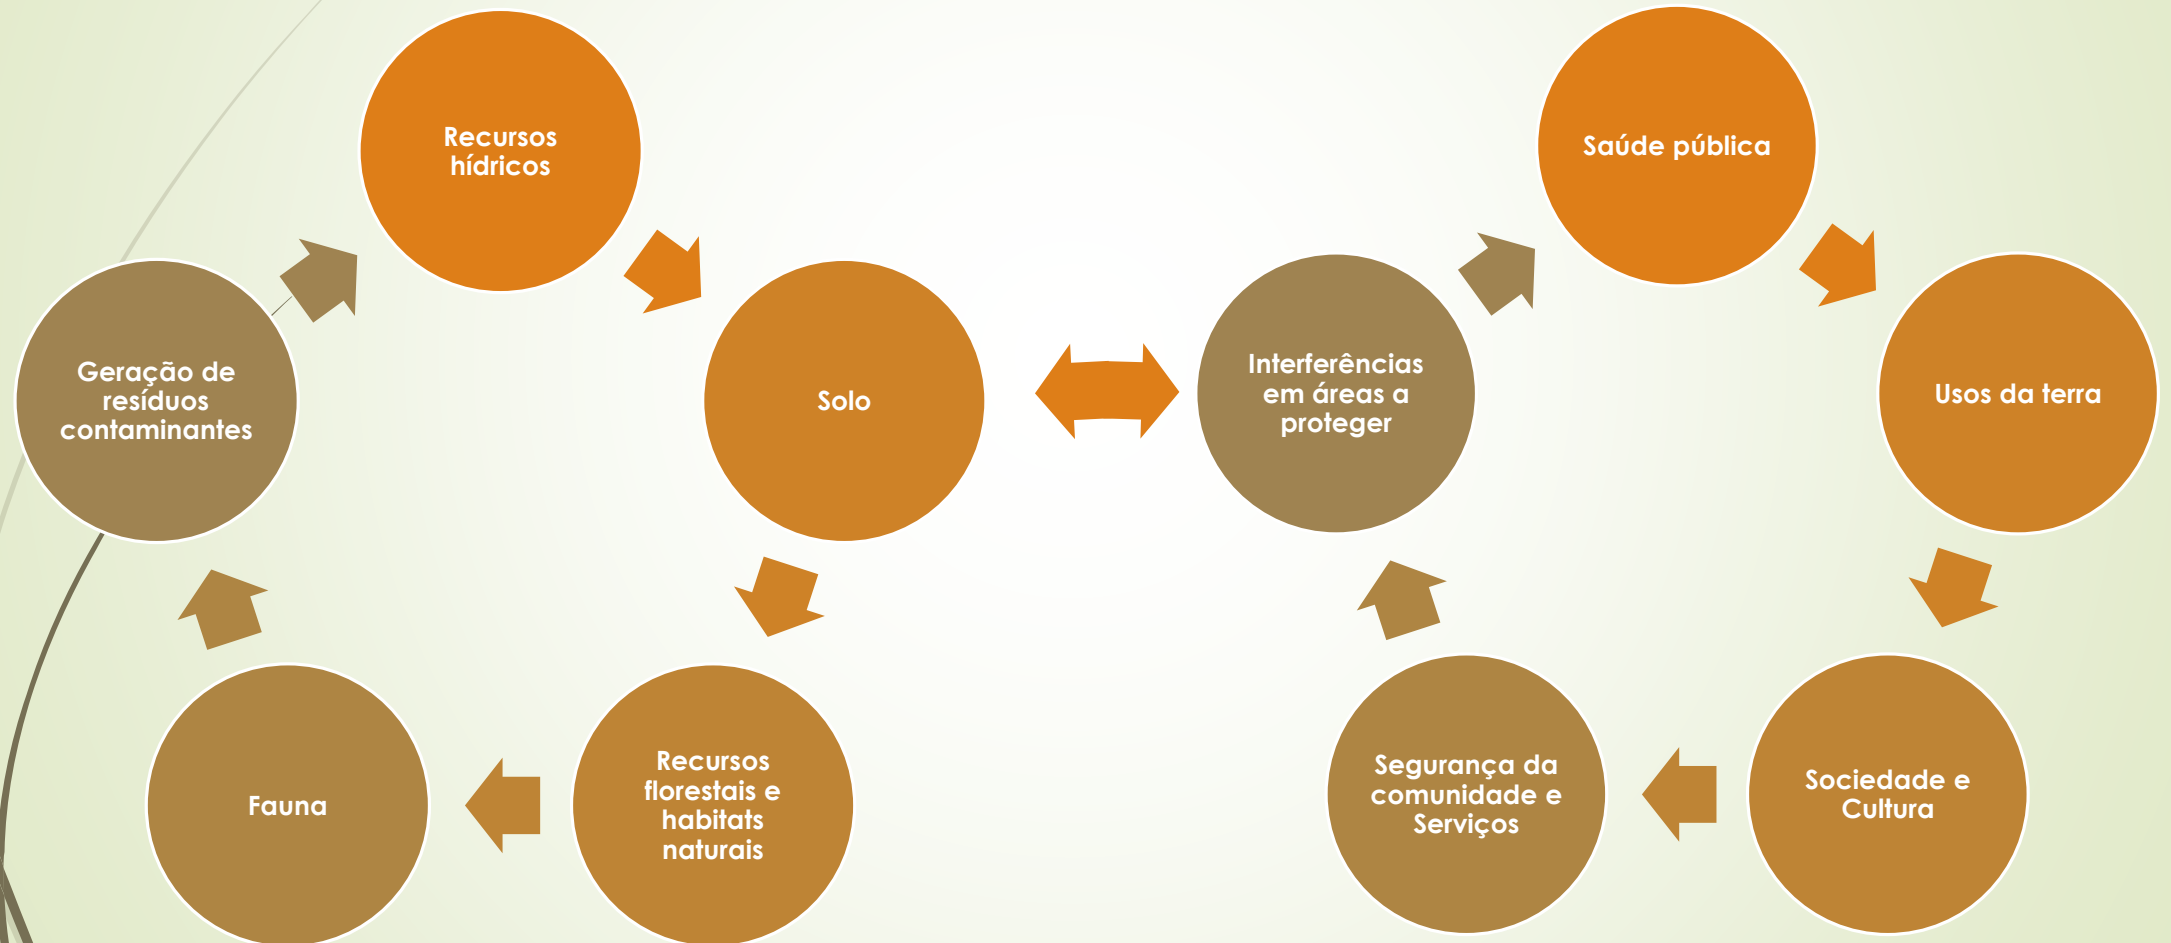 Recursos
hídricos
Solo
Recursos
florestais e
habitats
naturais
Fauna
Geração de
resíduos
contaminantes
Saúde pública
Usos da terra
Sociedade e
Cultura
Segurança da
comunidade e
Serviços
Interferências
em áreas a
proteger